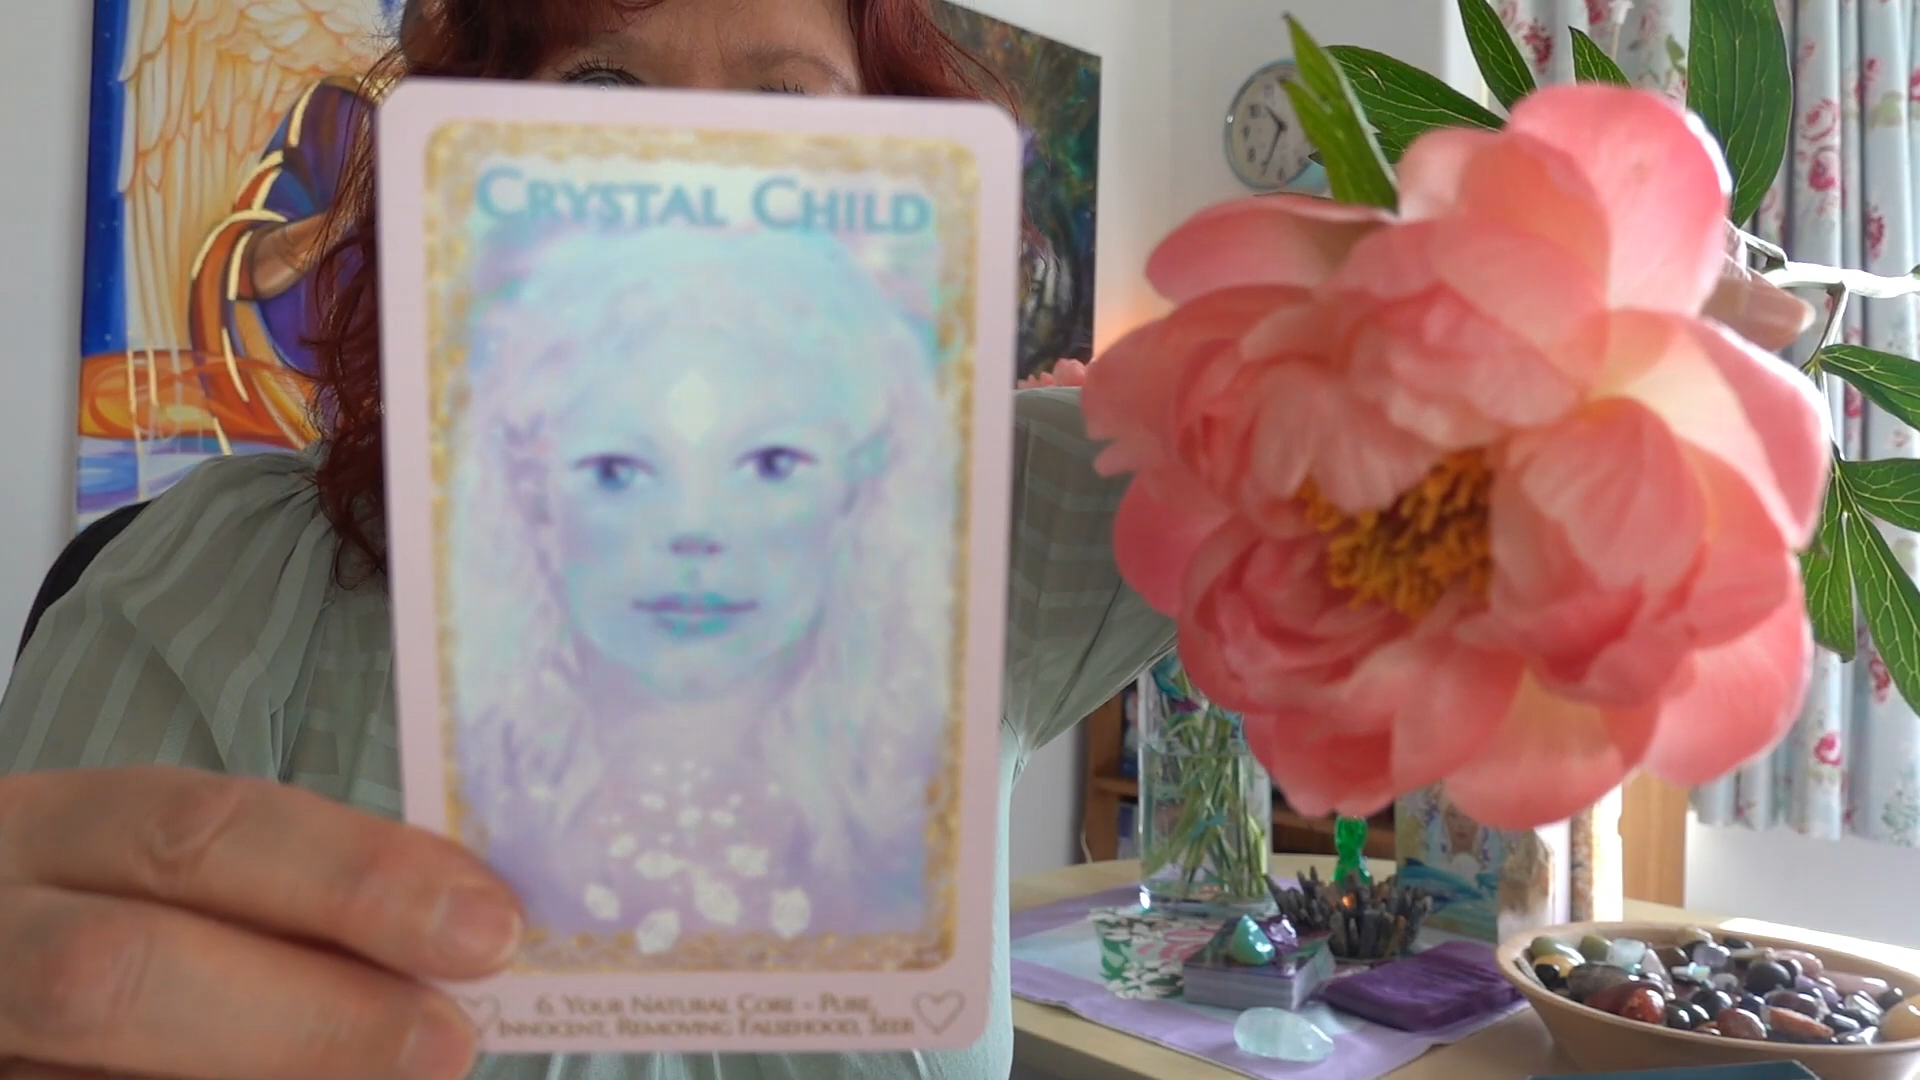 CRYSTAL CHILD
6. YOUR NATURAL CORE - PURE,
INNOCENT, REMOVING FALSEHOOD, SEER